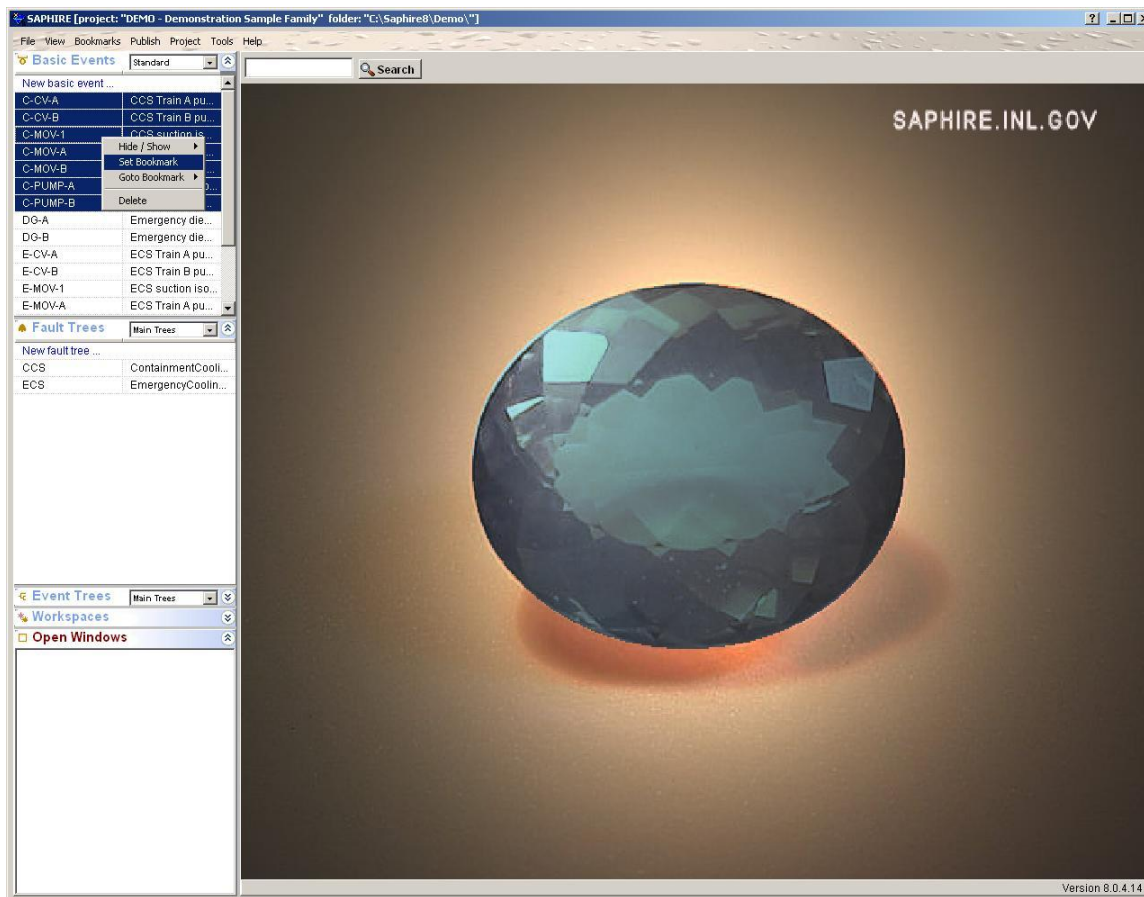 SAPHIRE [project: "DEMO - Demonstration Sample Family" folder: "C:\Saphire8\Demo\"]
File View Bookmarks Publish Project Tools Help
Basic Events Standard
Search
New basic event ...
C-CV-A CCS Train A pu...
C-CV-B CCS Train B pu...
C-MOV-1 CCS suction is...
C-MOV-A
C-MOV-B
C-PUMP-A
C-PUMP-B
Hide / Show
Set Bookmark
Goto Bookmark
Delete
DG-A Emergency die...
DG-B Emergency die...
E-CV-A ECS Train A pu...
E-CV-B ECS Train B pu...
E-MOV-1 ECS suction iso...
E-MOV-A ECS Train A pu...
Fault Trees Main Trees
New fault tree ...
CCS ContainmentCooli...
ECS EmergencyCoolin...
Event Trees Main Trees
Workspaces
Open Windows
SAPHIRE.INL.GOV
Version 8.0.4.14